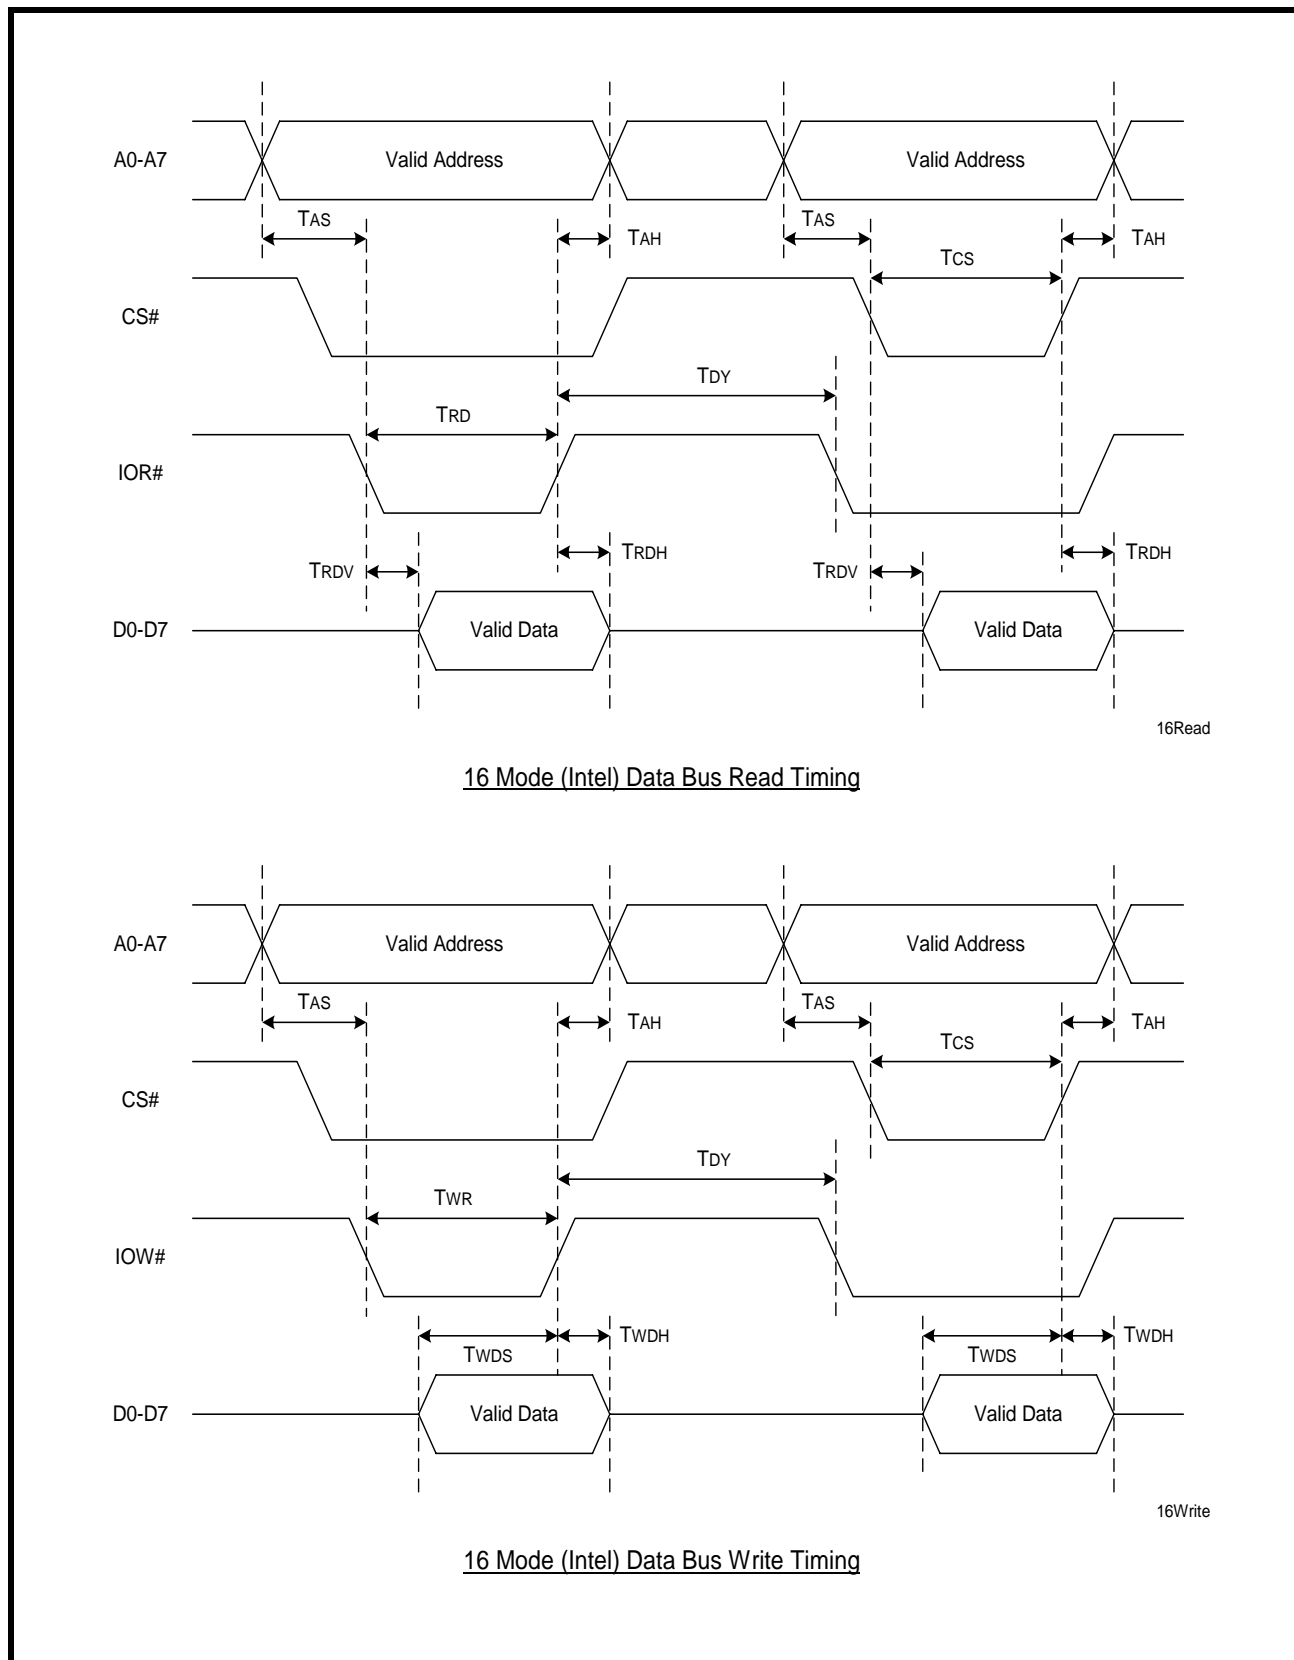 A0-A7
Valid Address
Valid Address
TAS
TAH
TAS
TAH
TCS
CS#
TDY
TRD
IOR#
TRDV
TRDH
TRDV
TRDH
D0-D7
Valid Data
Valid Data
16Read
16 Mode (Intel) Data Bus Read Timing
A0-A7
Valid Address
Valid Address
TAS
TAH
TAS
TAH
TCS
CS#
TDY
TWR
IOW#
TWDS
TWDH
TWDS
TWDH
D0-D7
Valid Data
Valid Data
16Write
16 Mode (Intel) Data Bus Write Timing